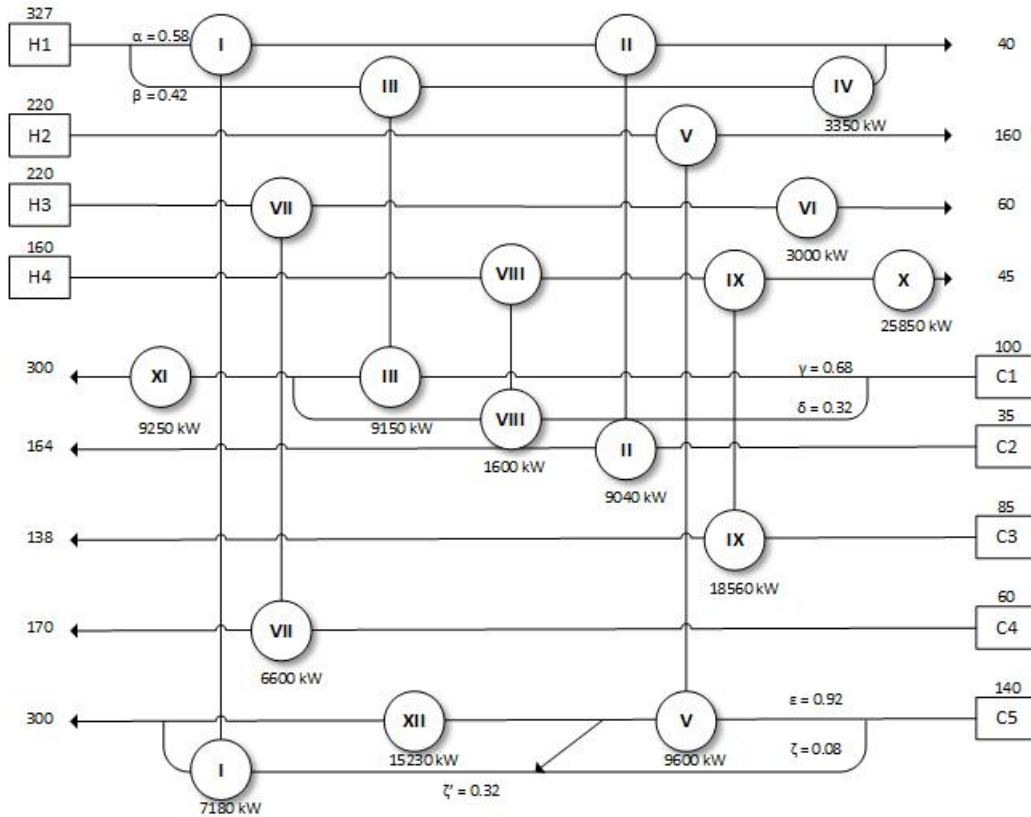 327
H1
α = 0.58
I
II
40
β = 0.42
III
IV
3350 kW
220
H2
V
160
220
H3
VII
VI
60
3000 kW
160
H4
VIII
IX
X
45
25850 kW
300
XI
III
γ = 0.68
100
C1
9250 kW
9150 kW
VIII
δ = 0.32
1600 kW
164
II
35
C2
9040 kW
138
IX
85
C3
18560 kW
170
VII
60
C4
6600 kW
300
XII
V
ε = 0.92
140
C5
15230 kW
9600 kW
ζ = 0.08
I
ζ' = 0.32
7180 kW